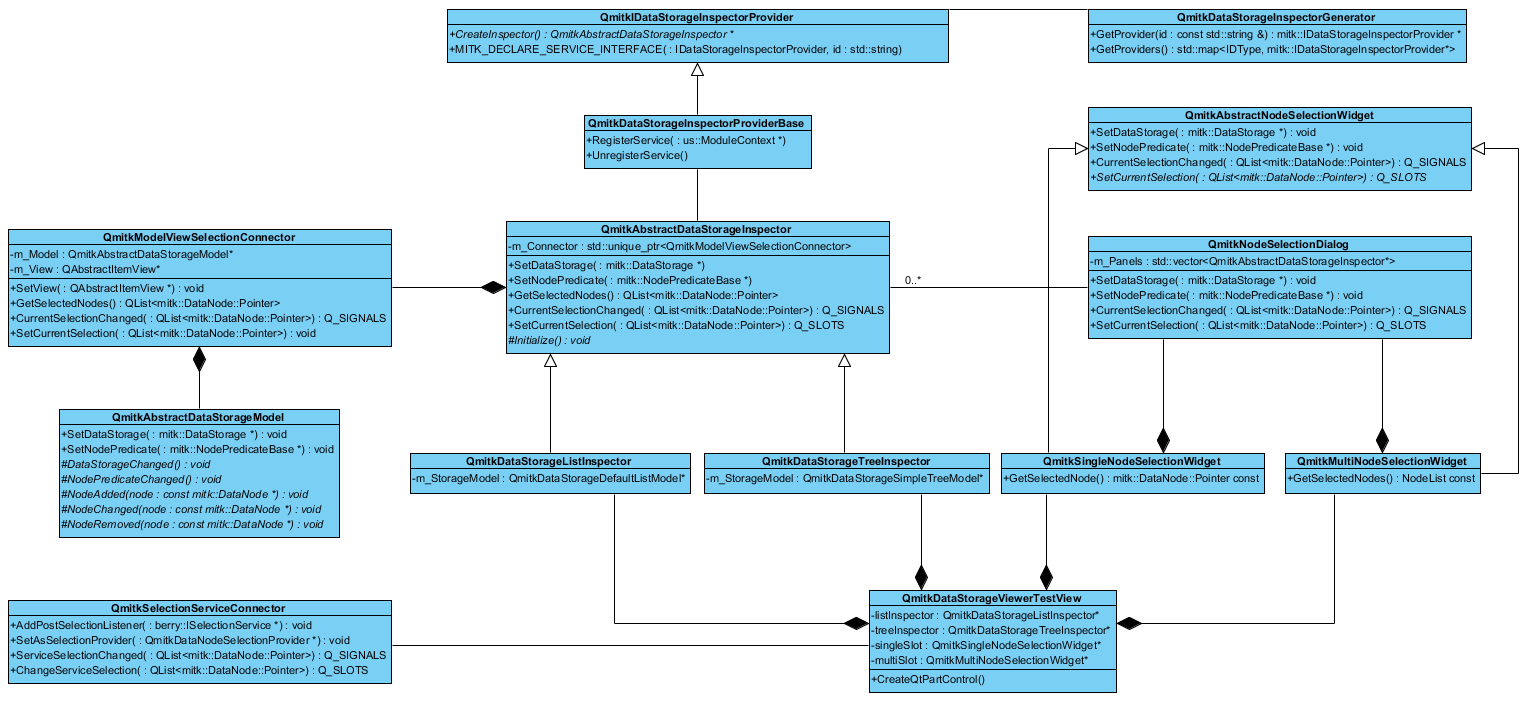 QmitkIDataStorageInspectorProvider
+CreateInspector() : QmitkAbstractDataStorageInspector *
+MITK_DECLARE_SERVICE_INTERFACE( : IDataStorageInspectorProvider, id : std::string)
QmitkDataStorageInspectorGenerator
+GetProvider(id : const std::string &) : mitk::IDataStorageInspectorProvider *
+GetProviders() : std::map<IDType, mitk::IDataStorageInspectorProvider*>
QmitkDataStorageInspectorProviderBase
+RegisterService( : us::ModuleContext *)
+UnregisterService()
QmitkAbstractNodeSelectionWidget
+SetDataStorage( : mitk::DataStorage *) : void
+SetNodePredicate( : mitk::NodePredicateBase *) : void
+CurrentSelectionChanged( : QList<mitk::DataNode::Pointer>) : Q_SIGNALS
+SetCurrentSelection( : QList<mitk::DataNode::Pointer>) : Q_SLOTS
QmitkModelViewSelectionConnector
-m_Model : QmitkAbstractDataStorageModel*
-m_View : QAbstractItemView*
+SetView( : QAbstractItemView *) : void
+GetSelectedNodes() : QList<mitk::DataNode::Pointer>
+CurrentSelectionChanged( : QList<mitk::DataNode::Pointer>) : Q_SIGNALS
+SetCurrentSelection( : QList<mitk::DataNode::Pointer>) : void
QmitkAbstractDataStorageInspector
-m_Connector : std::unique_ptr<QmitkModelViewSelectionConnector>
+SetDataStorage( : mitk::DataStorage *)
+SetNodePredicate( : mitk::NodePredicateBase *)
+GetSelectedNodes() : QList<mitk::DataNode::Pointer>
+CurrentSelectionChanged( : QList<mitk::DataNode::Pointer>) : Q_SIGNALS
+SetCurrentSelection( : QList<mitk::DataNode::Pointer>) : Q_SLOTS
#Initialize() : void
0..*
QmitkNodeSelectionDialog
-m_Panels : std::vector<QmitkAbstractDataStorageInspector*>
+SetDataStorage( : mitk::DataStorage *) : void
+SetNodePredicate( : mitk::NodePredicateBase *) : void
+CurrentSelectionChanged( : QList<mitk::DataNode::Pointer>) : Q_SIGNALS
+SetCurrentSelection( : QList<mitk::DataNode::Pointer>) : Q_SLOTS
QmitkAbstractDataStorageModel
+SetDataStorage( : mitk::DataStorage *) : void
+SetNodePredicate( : mitk::NodePredicateBase *) : void
#DataStorageChanged() : void
#NodePredicateChanged() : void
#NodeAdded(node : const mitk::DataNode *) : void
#NodeChanged(node : const mitk::DataNode *) : void
#NodeRemoved(node : const mitk::DataNode *) : void
QmitkDataStorageListInspector
-m_StorageModel : QmitkDataStorageDefaultListModel*
QmitkDataStorageTreeInspector
-m_StorageModel : QmitkDataStorageSimpleTreeModel*
QmitkSingleNodeSelectionWidget
+GetSelectedNode() : mitk::DataNode::Pointer const
QmitkMultiNodeSelectionWidget
+GetSelectedNodes() : NodeList const
QmitkSelectionServiceConnector
+AddPostSelectionListener( : berry::ISelectionService *) : void
+SetAsSelectionProvider( : QmitkDataNodeSelectionProvider *) : void
+ServiceSelectionChanged( : QList<mitk::DataNode::Pointer>) : Q_SIGNALS
+ChangeServiceSelection( : QList<mitk::DataNode::Pointer>) : Q_SLOTS
QmitkDataStorageViewerTestView
-listInspector : QmitkDataStorageListInspector*
-treeInspector : QmitkDataStorageTreeInspector*
-singleSlot : QmitkSingleNodeSelectionWidget*
-multiSlot : QmitkMultiNodeSelectionWidget*
+CreateQtPartControl()